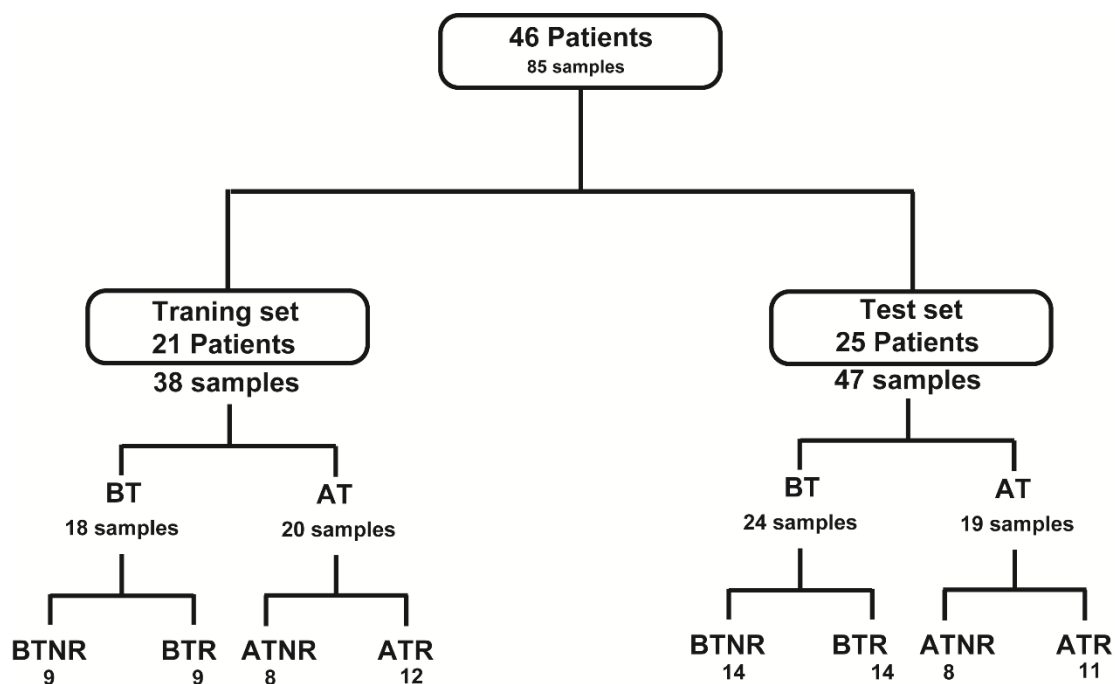 46 Patients
85 samples
Traning set
21 Patients
38 samples
Test set
25 Patients
47 samples
BT
18 samples
AT
20 samples
BT
24 samples
AT
19 samples
BTNR
9
BTR
9
ATNR
8
ATR
12
BTNR
14
BTR
14
ATNR
8
ATR
11